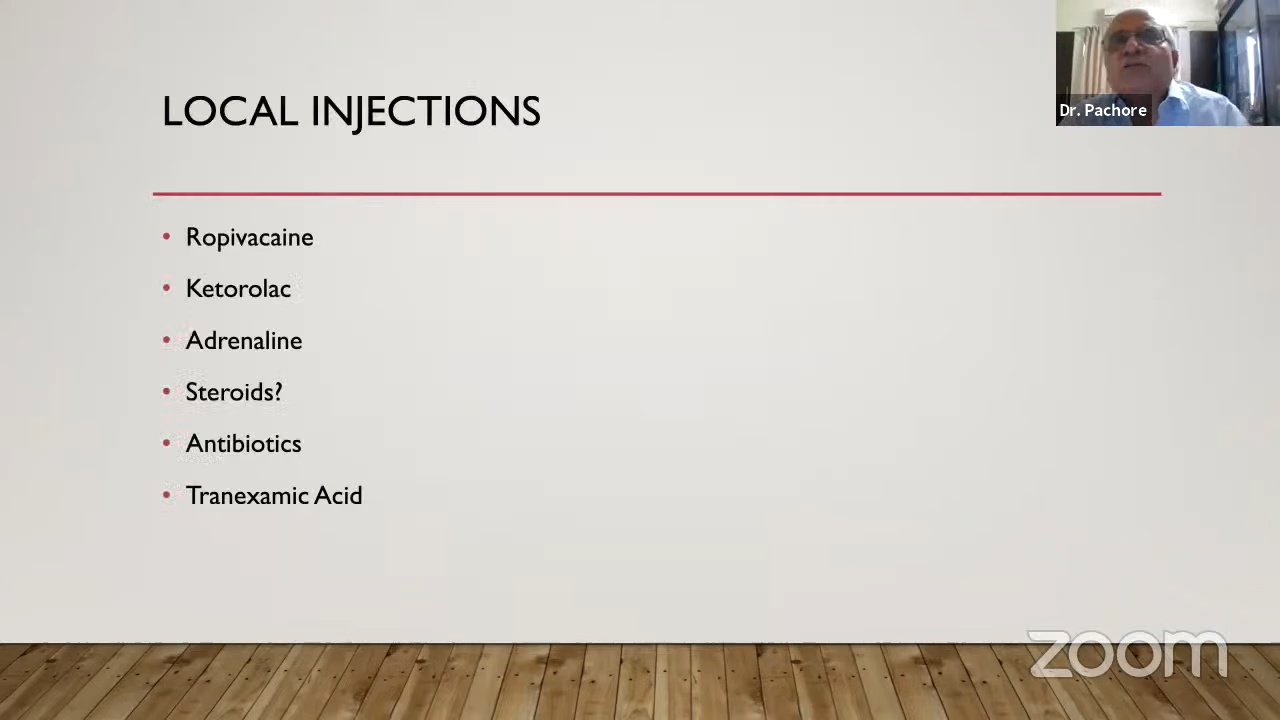 LOCAL INJECTIONS
Dr. Pachore
• Ropivacaine
• Ketorolac
• Adrenaline
• Steroids?
• Antibiotics
• Tranexamic Acid
zoom